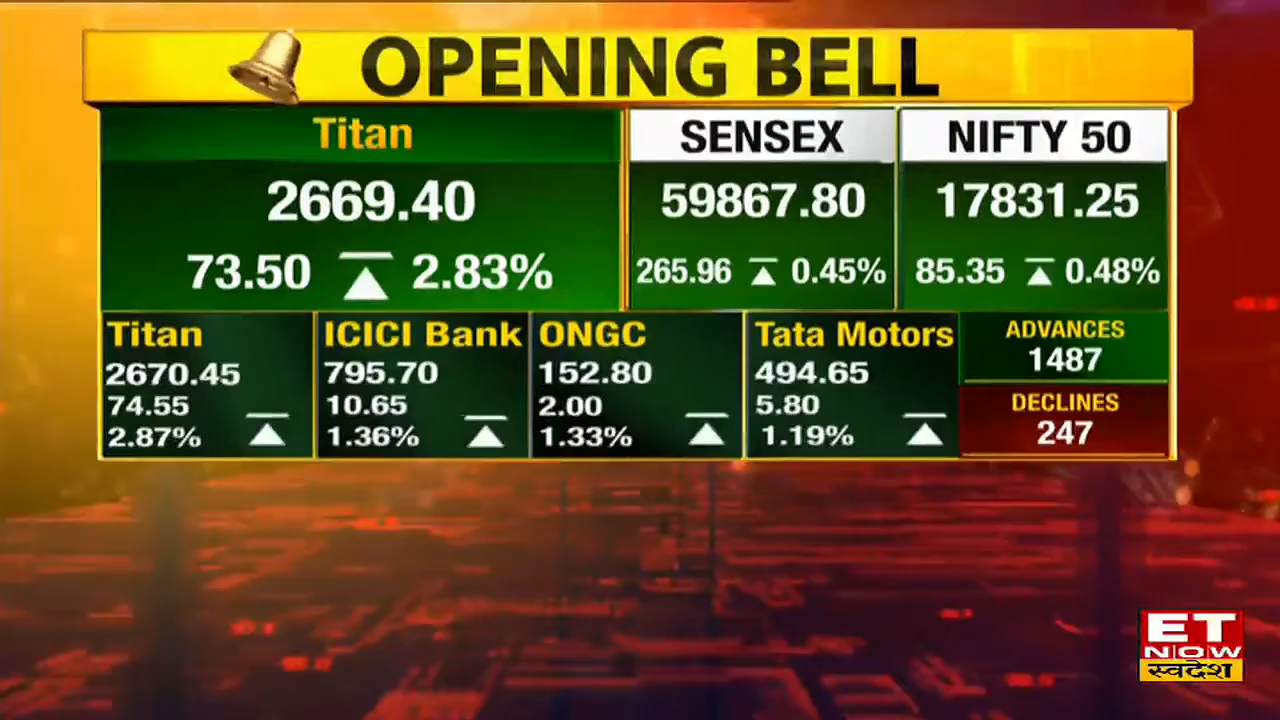 OPENING BELL
Titan
2669.40
73.50 2.83%
SENSEX
59867.80
265.96 0.45%
NIFTY 50
17831.25
85.35 0.48%
Titan
2670.45
74.55
2.87%
ICICI Bank
795.70
10.65
1.36%
ONGC
152.80
2.00
1.33%
Tata Motors
494.65
5.80
1.19%
ADVANCES
1487
DECLINES
247
ET
NOW
स्वदेश